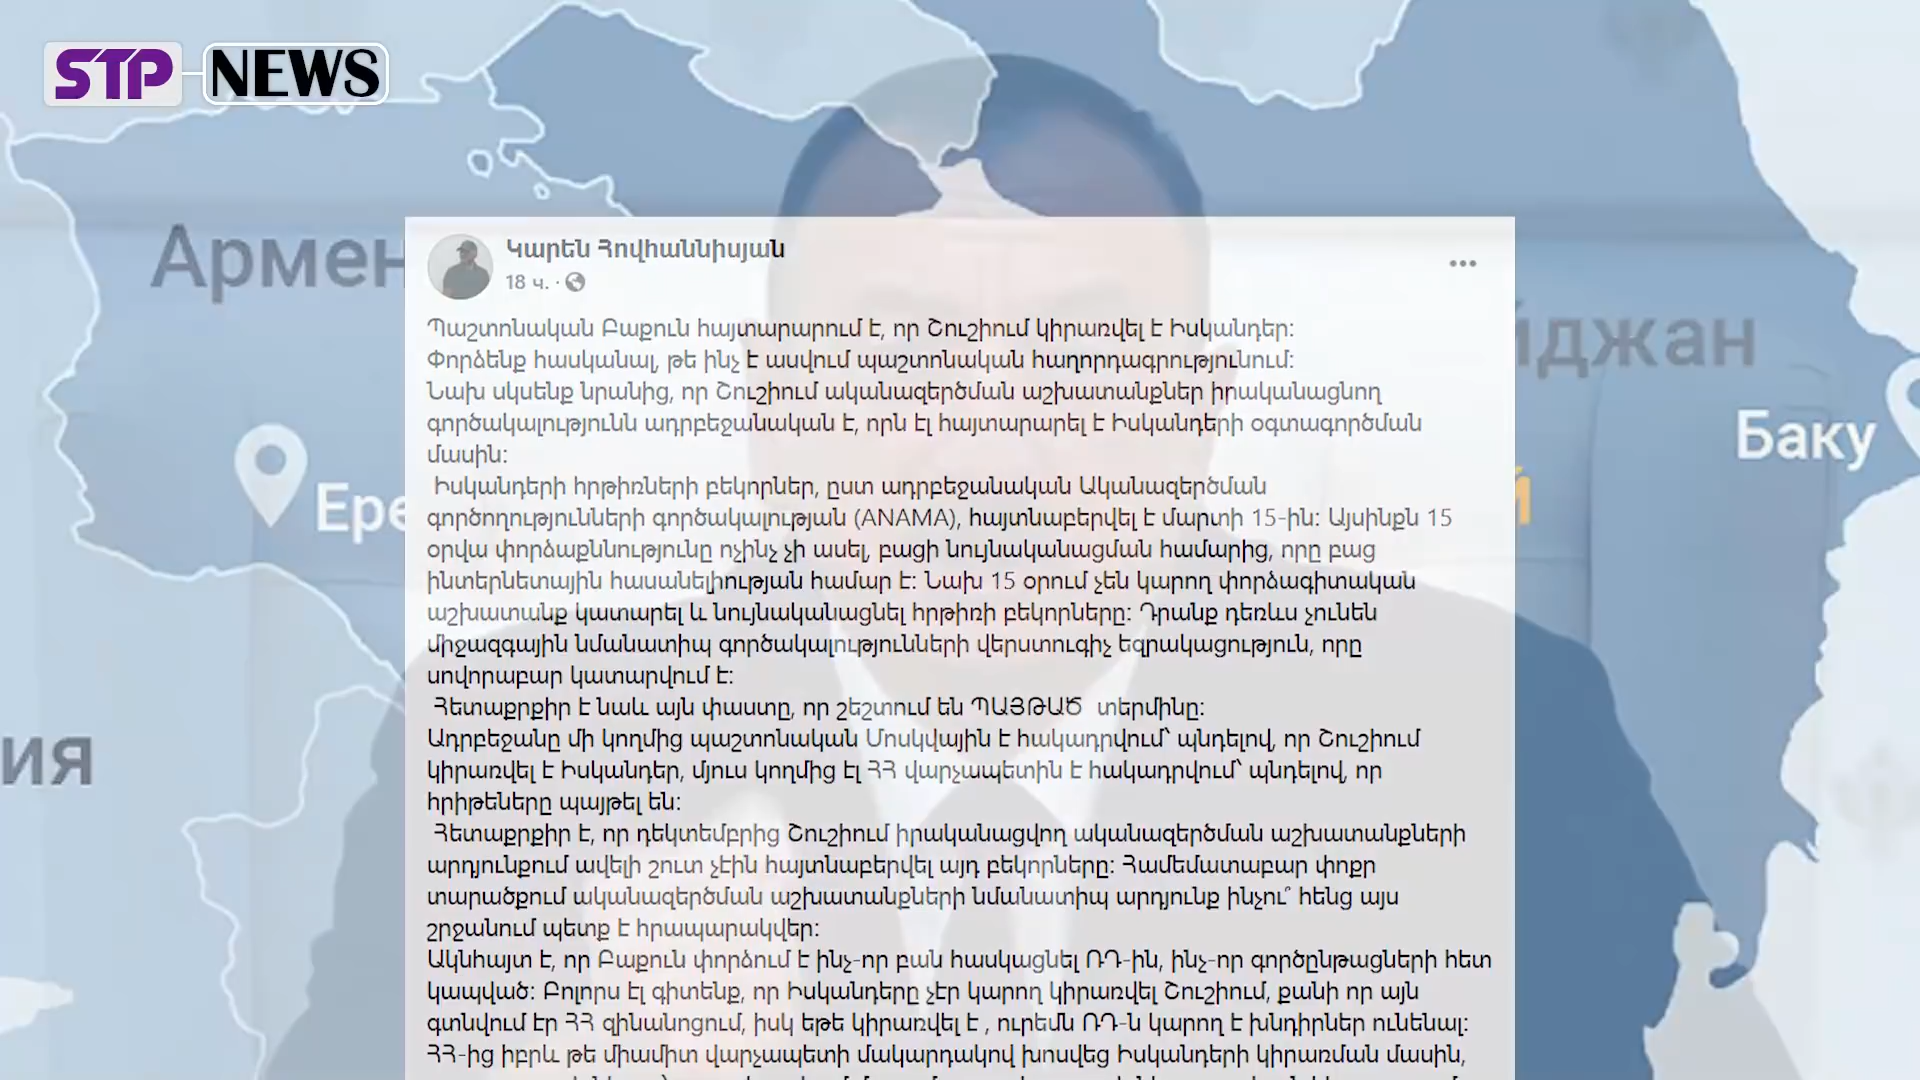 STP NEWS
Армен
Կարեն Հովհաննիսյան
18 ч. ·
йджан
Баку
Ере
й
ия
Պաշտոնական Բաքուն հայտարարում է, որ Շուշիում կիրառվել է Իսկանդեր։
Փորձենք հասկանալ, թե ինչ է ասվում պաշտոնական հաղորդագրությունում։
Նախ սկսենք նրանից, որ Շուշիում ականազերծման աշխատանքներ իրականացնող
գործակալությունն ադրբեջանական է, որն էլ հայտարարել է Իսկանդերի օգտագործման
մասին։
Իսկանդերի հրթիռների բեկորներ, ըստ ադրբեջանական Ականազերծման
գործողությունների գործակալության (ANAMA), հայտնաբերվել է մարտի 15-ին։ Այսինքն 15
օրվա փորձաքննությունը ոչինչ չի ասել, բացի նույնականացման համարից, որը բաց
ինտերնետային հասանելիության համար է։ Նախ 15 օրում չեն կարող փորձագիտական
աշխատանք կատարել և նույնականացնել հրթիռի բեկորները։ Դրանք դեռևս չունեն
միջազգային նմանատիպ գործակալությունների վերստուգիչ եզրակացություն, որը
սովորաբար կատարվում է։
Հետաքրքիր է նաև այն փաստը, որ շեշտում են ՊԱՅԹԱԾ տերմինը։
Ադրբեջանը մի կողմից պաշտոնական Մոսկվային է հակադրվում՝ պնդելով, որ Շուշիում
կիրառվել է Իսկանդեր, մյուս կողմից էլ ՀՀ վարչապետին է հակադրվում՝ պնդելով, որ
հրիթեները պայթել են։
Հետաքրքիր է, որ դեկտեմբրից Շուշիում իրականացվող ականազերծման աշխատանքների
արդյունքում ավելի շուտ չէին հայտնաբերվել այդ բեկորները։ Համեմատաբար փոքր
տարածքում ականազերծման աշխատանքների նմանատիպ արդյունք ինչու՞ հենց այս
շրջանում պետք է հրապարակվեր։
Ակնհայտ է, որ Բաքուն փորձում է ինչ-որ բան հասկացնել ՌԴ-ին, ինչ-որ գործընթացների հետ
կապված։ Բոլորս էլ գիտենք, որ Իսկանդերը չէր կարող կիրառվել Շուշիում, քանի որ այն
գտնվում էր ՀՀ զինանոցում, իսկ եթե կիրառվել է , ուրեմն ՌԴ-ն կարող է խնդիրներ ունենալ։
ՀՀ-ից իբրև թե միամիտ վարչապետի մակարդակով խոսվեց Իսկանդերի կիրառման մասին,